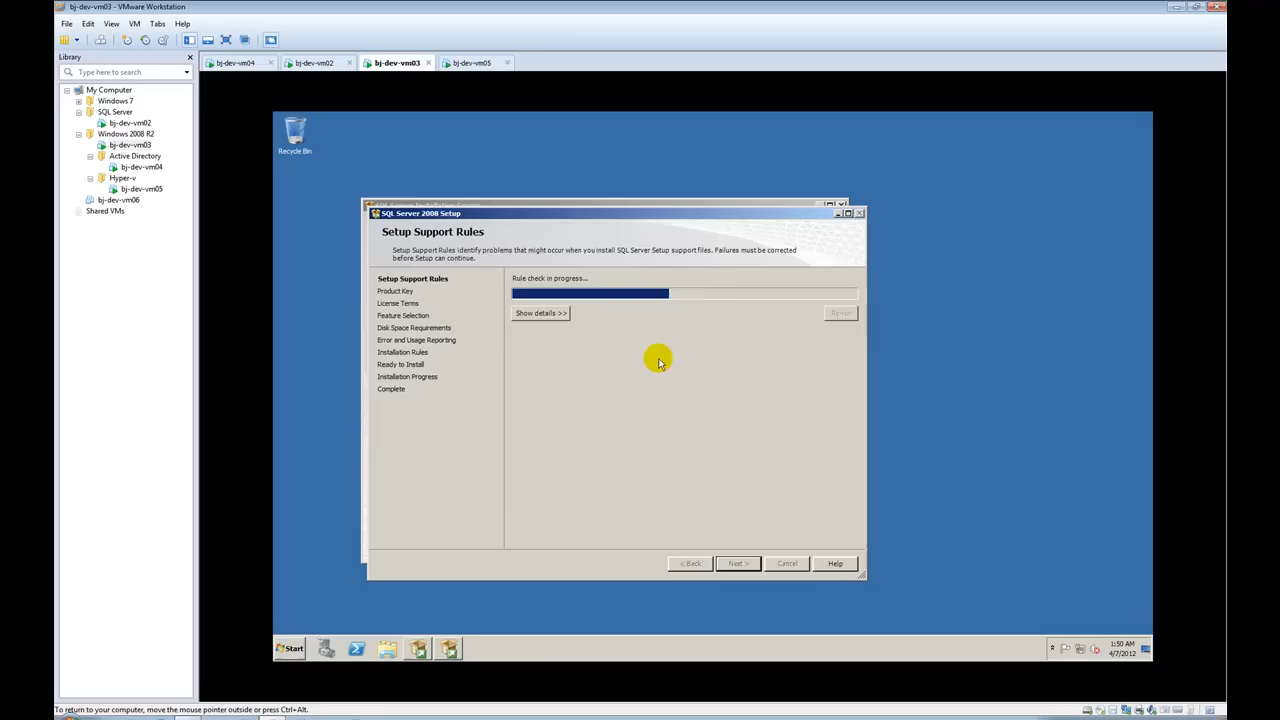 bj-dev-vm03 - VMware Workstation
File Edit View VM Tabs Help
Library
Type here to search
My Computer
Windows 7
SQL Server
bj-dev-vm02
Windows 2008 R2
bj-dev-vm03
Active Directory
bj-dev-vm04
Hyper-v
bj-dev-vm05
bj-dev-vm06
Shared VMs
bj-dev-vm04 bj-dev-vm02 bj-dev-vm03 bj-dev-vm05
Recycle Bin
SQL Server Installation Center
SQL Server 2008 Setup
Setup Support Rules
Setup Support Rules identify problems that might occur when you install SQL Server Setup support files. Failures must be corrected
before Setup can continue.
Setup Support Rules
Product Key
License Terms
Feature Selection
Disk Space Requirements
Error and Usage Reporting
Installation Rules
Ready to Install
Installation Progress
Complete
Rule check in progress...
Show details >>
Re-run
< Back Next > Cancel Help
Start
1:50 AM
4/7/2012
To return to your computer, move the mouse pointer outside or press Ctrl+Alt.